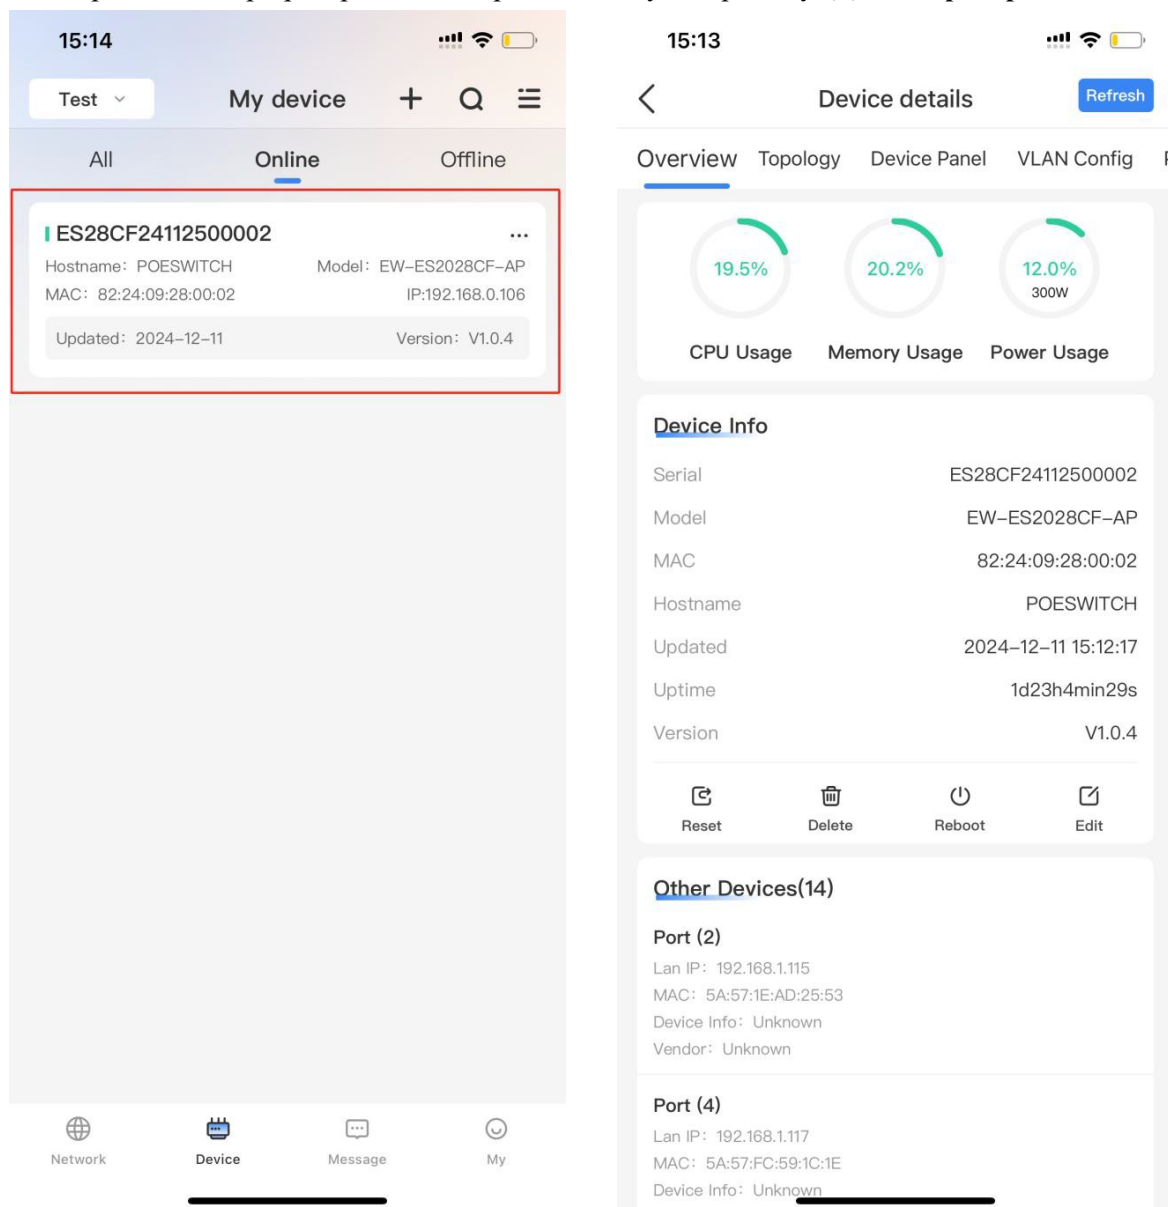 15:14
Test
My device
All
Online
Offline
ES28CF24112500002
Hostname: POESWITCH
Model: EW-ES2028CF-AP
MAC: 82:24:09:28:00:02
IP:192.168.0.106
Updated: 2024-12-11
Version: V1.0.4
Network
Device
Message
My
15:13
Device details
Refresh
Overview
Topology
Device Panel
VLAN Config
19.5%
20.2%
12.0%
300W
CPU Usage
Memory Usage
Power Usage
Device Info
Serial
ES28CF24112500002
Model
EW-ES2028CF-AP
MAC
82:24:09:28:00:02
Hostname
POESWITCH
Updated
2024-12-11 15:12:17
Uptime
1d23h4min29s
Version
V1.0.4
Reset
Delete
Reboot
Edit
Other Devices(14)
Port (2)
Lan IP: 192.168.1.115
MAC: 5A:57:1E:AD:25:53
Device Info: Unknown
Vendor: Unknown
Port (4)
Lan IP: 192.168.1.117
MAC: 5A:57:FC:59:1C:1E
Device Info: Unknown